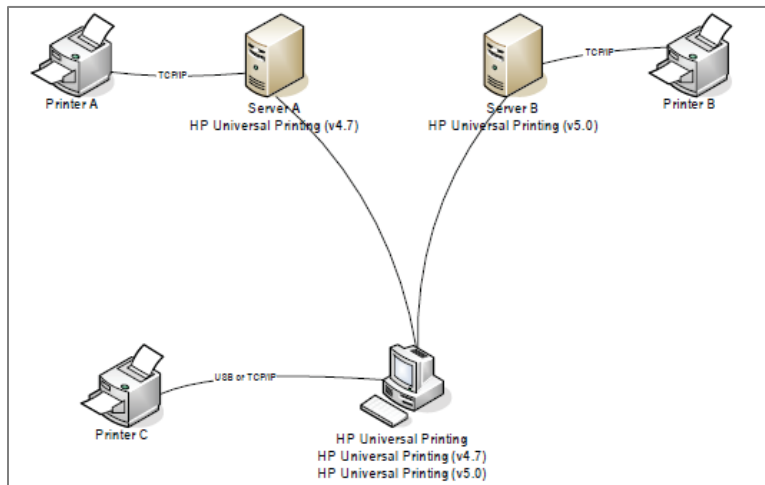 TCP/IP
TCP/IP
Printer A
Server A
Server B
Printer B
HP Universal Printing (v4.7)
HP Universal Printing (v5.0)
USB or TCP/IP
Printer C
HP Universal Printing
HP Universal Printing (v4.7)
HP Universal Printing (v5.0)